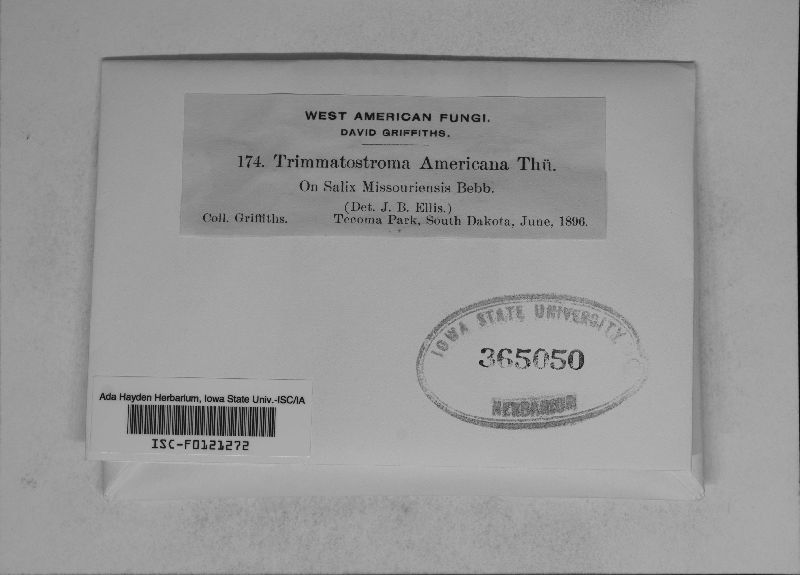 WEST AMERICAN FUNGI.
DAVID GRIFFITHS.
174. Trimmatostroma Americana Thü.
On Salix Missouriensis Bebb.
(Det. J. B. Ellis.)
Coll. Griffiths. Tecoma Park, South Dakota, June, 1896.
IOWA STATE UNIVERSITY
365050
HERBARIUM
Ada Hayden Herbarium, Iowa State Univ.-ISC/IA
ISC-F0121272